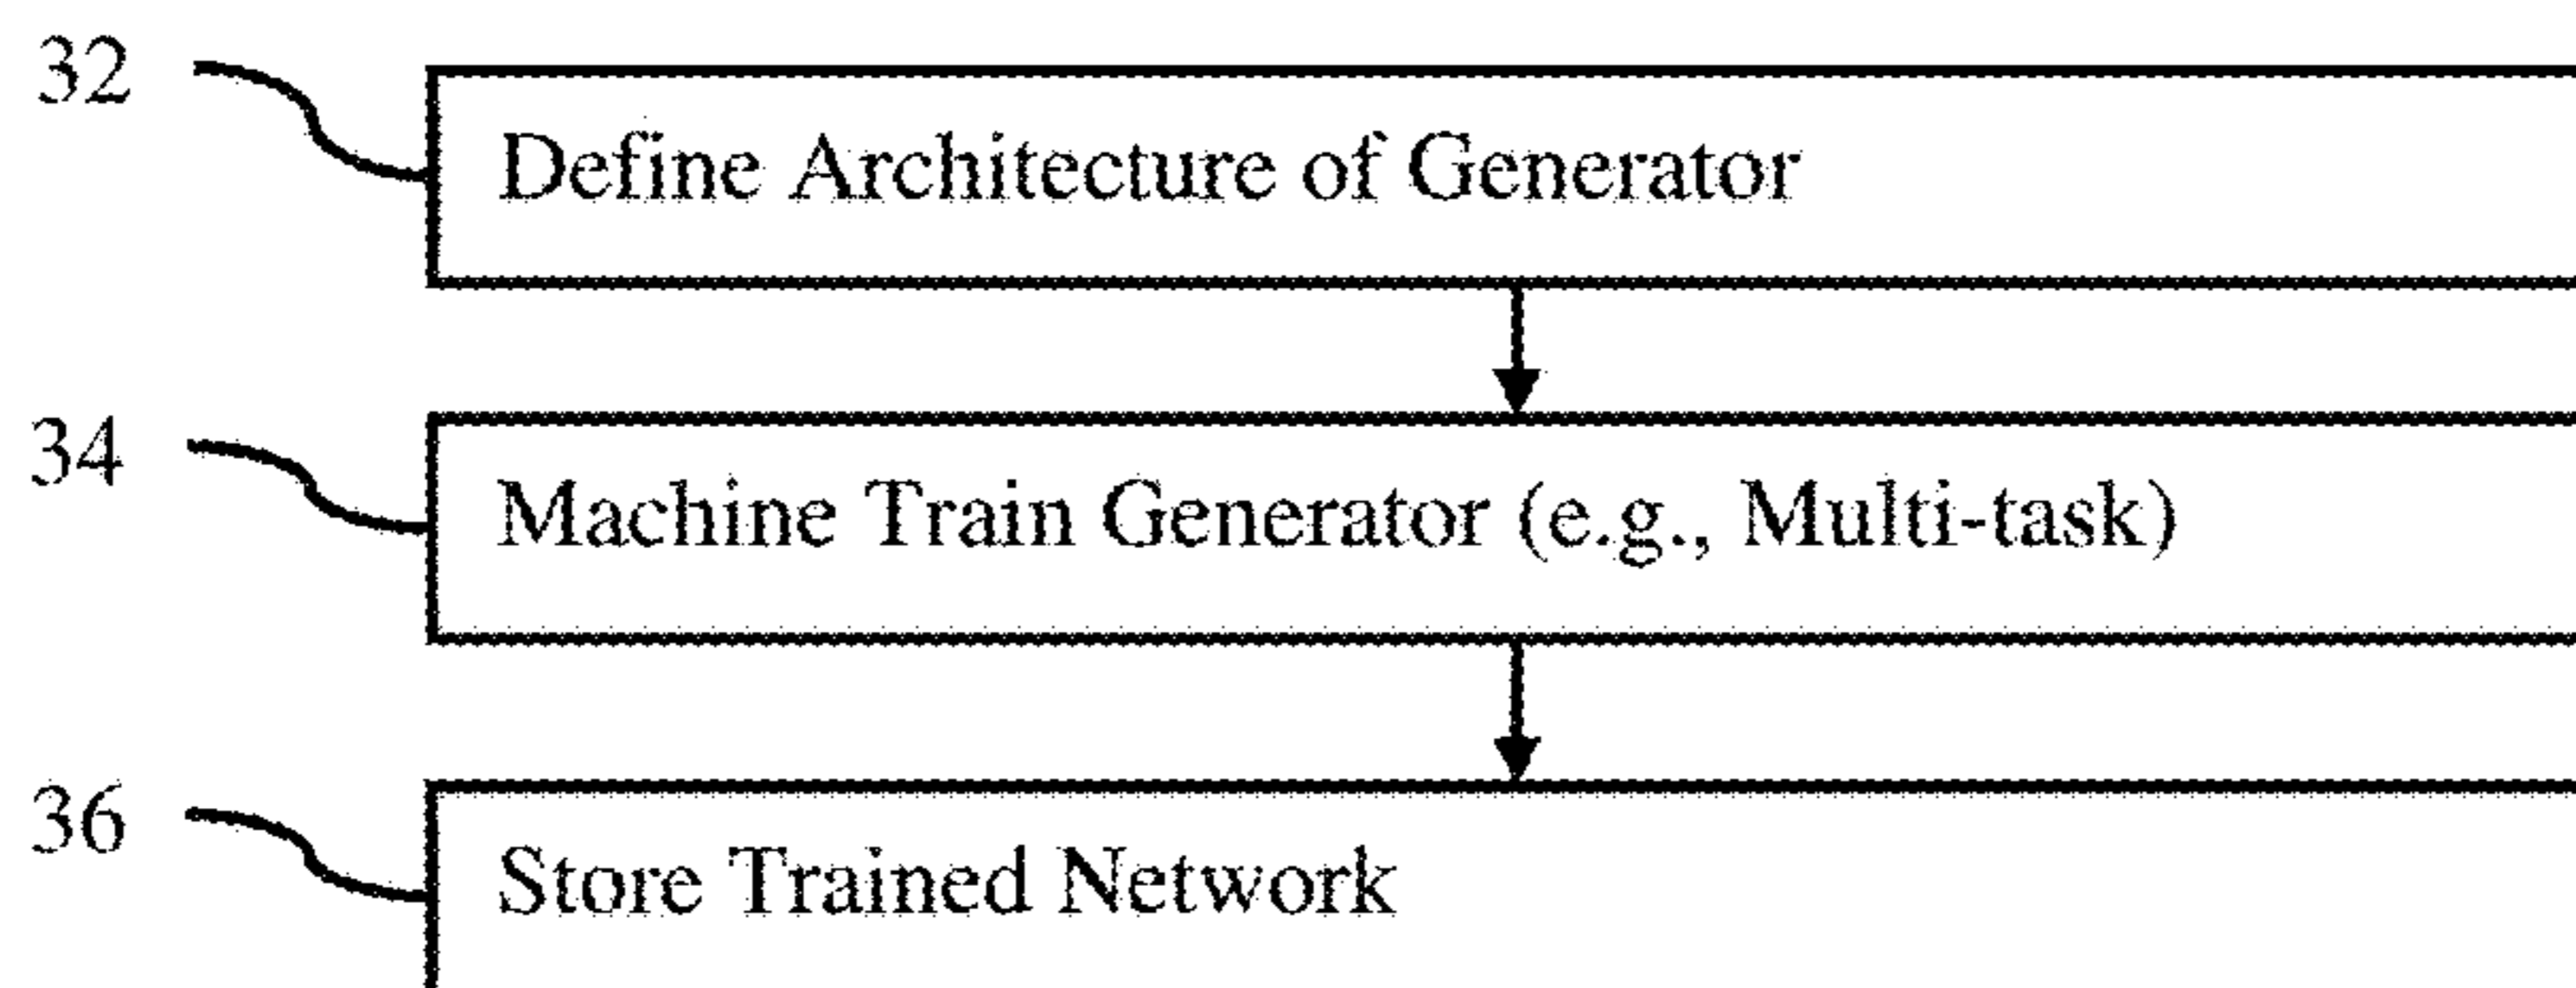 32
Define Architecture of Generator
34
Machine Train Generator (e.g., Multi-task)
36
Store Trained Network